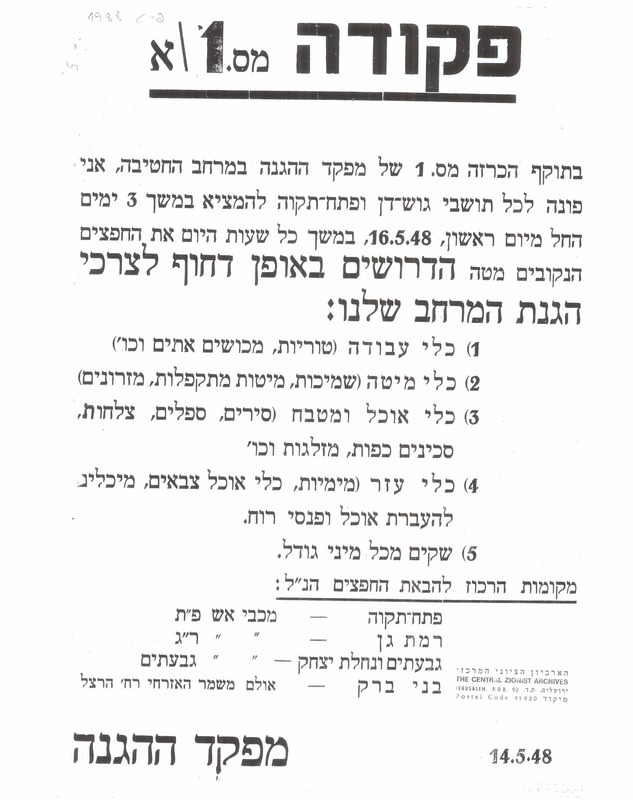 1988
פקודה מס. 1\א
בתוקף הכרזה מס. 1 של מפקד ההגנה במרחב החטיבה, אני
פונה לכל תושבי גוש־דן ופתח־תקוה להמציא במשך 3 ימים
החל מיום ראשון, 16.5.48, במשך כל שעות היום את החפצים
הנקובים מטה הדרושים באופן דחוף לצרכי
הגנת המרחב שלנו:
1) כלי עבודה (טוריות, מכושים אתים וכו')
2) כלי מיטה (שמיכות, מיטות מתקפלות, מזרונים)
3) כלי אוכל ומטבח (סירים, ספלים, צלחות,
סכינים כפות, מזלגות וכו'
4) כלי עזר (מימיות, כלי אוכל צבאים, מיכלינ
להעברת אוכל ופנסי רוח.
5) שקים מכל מיני גודל.
מקומות הרכוז להבאת החפצים הנ"ל:
פתח־תקוה — מכבי אש פ"ת
רמת גן — " " ר"ג
גבעתים ונחלת יצחק — " " גבעתים
בני ברק — אולם משמר האזרחי רח' הרצל
הארכיון הציוני המרכזי
THE CENTRAL ZIONIST ARCHIVES
JERUSALEM, P.O.B. 92 ירושלים, ת.ד.
Postal Code 91920 מיקוד
14.5.48
מפקד ההגנה